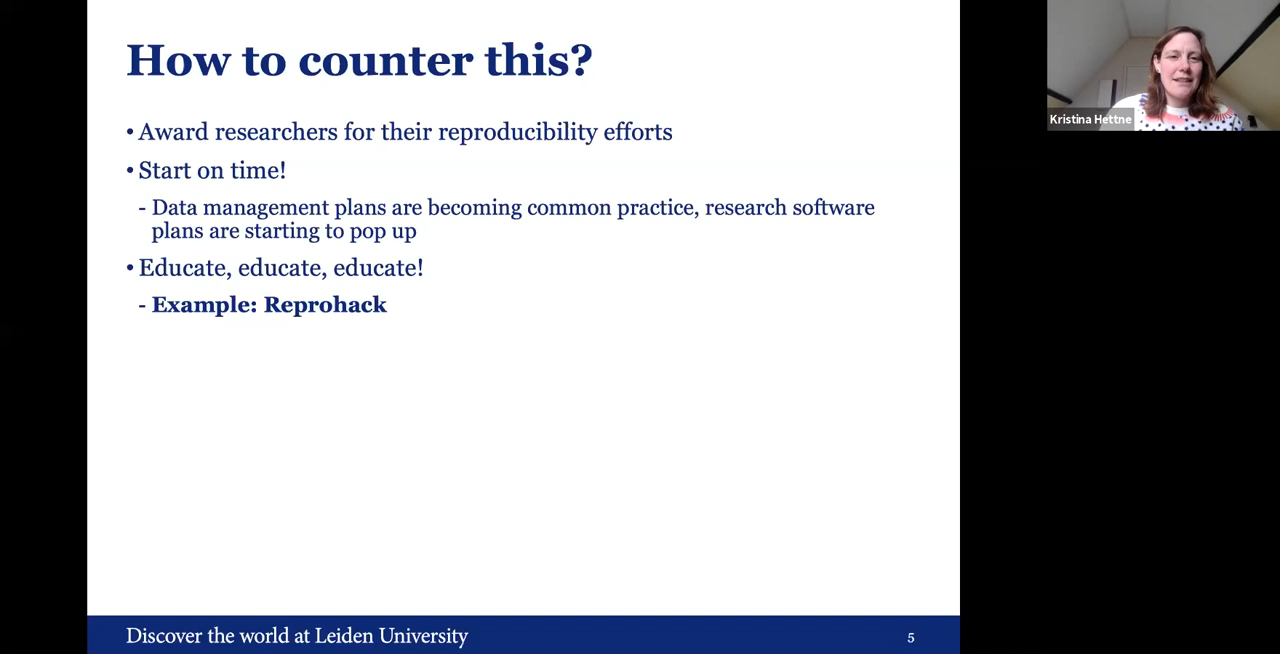 How to counter this?
• Award researchers for their reproducibility efforts
• Start on time!
- Data management plans are becoming common practice, research software
plans are starting to pop up
• Educate, educate, educate!
- Example: Reprohack
Discover the world at Leiden University
5
Kristina Hettne